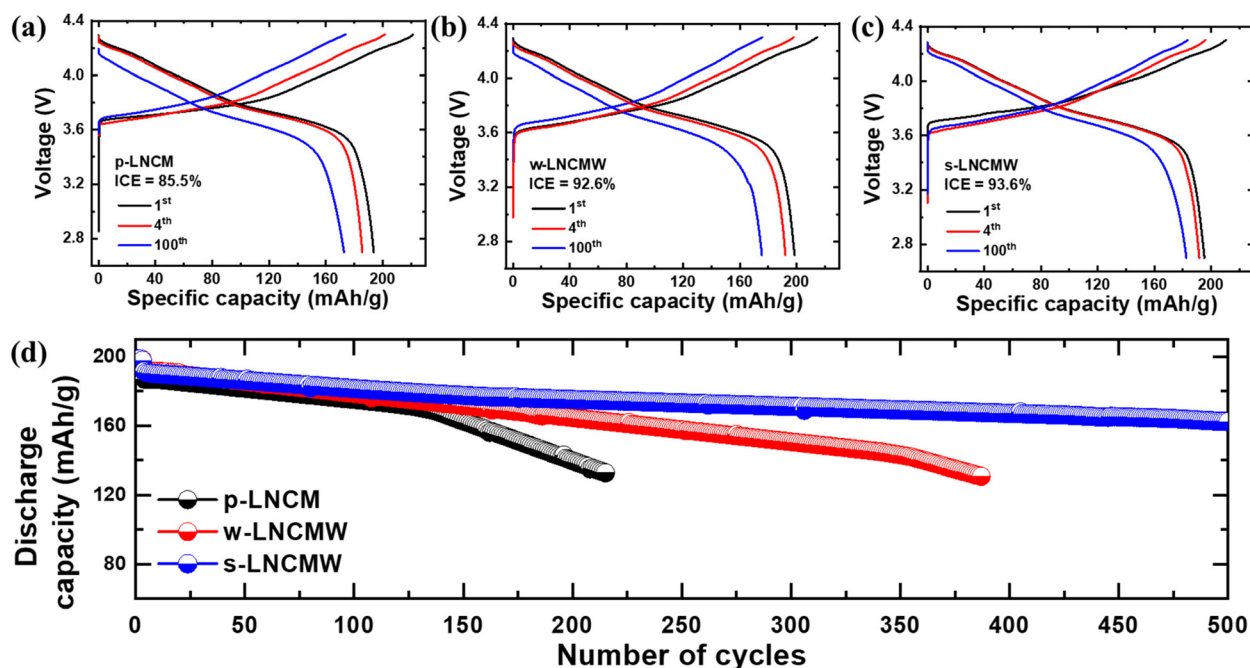 (a)
4.4
4.0
3.6
3.2
2.8
Voltage (V)
p-LNCM
ICE = 85.5%
1st
4th
100th
0 40 80 120 160 200
Specific capacity (mAh/g)
(b)
4.4
4.0
3.6
3.2
2.8
Voltage (V)
w-LNCMW
ICE = 92.6%
1st
4th
100th
0 40 80 120 160 200
Specific capacity (mAh/g)
(c)
4.4
4.0
3.6
3.2
2.8
Voltage (V)
s-LNCMW
ICE = 93.6%
1st
4th
100th
0 40 80 120 160 200
Specific capacity (mAh/g)
(d)
200
160
120
80
Discharge
capacity (mAh/g)
p-LNCM
w-LNCMW
s-LNCMW
0 50 100 150 200 250 300 350 400 450 500
Number of cycles